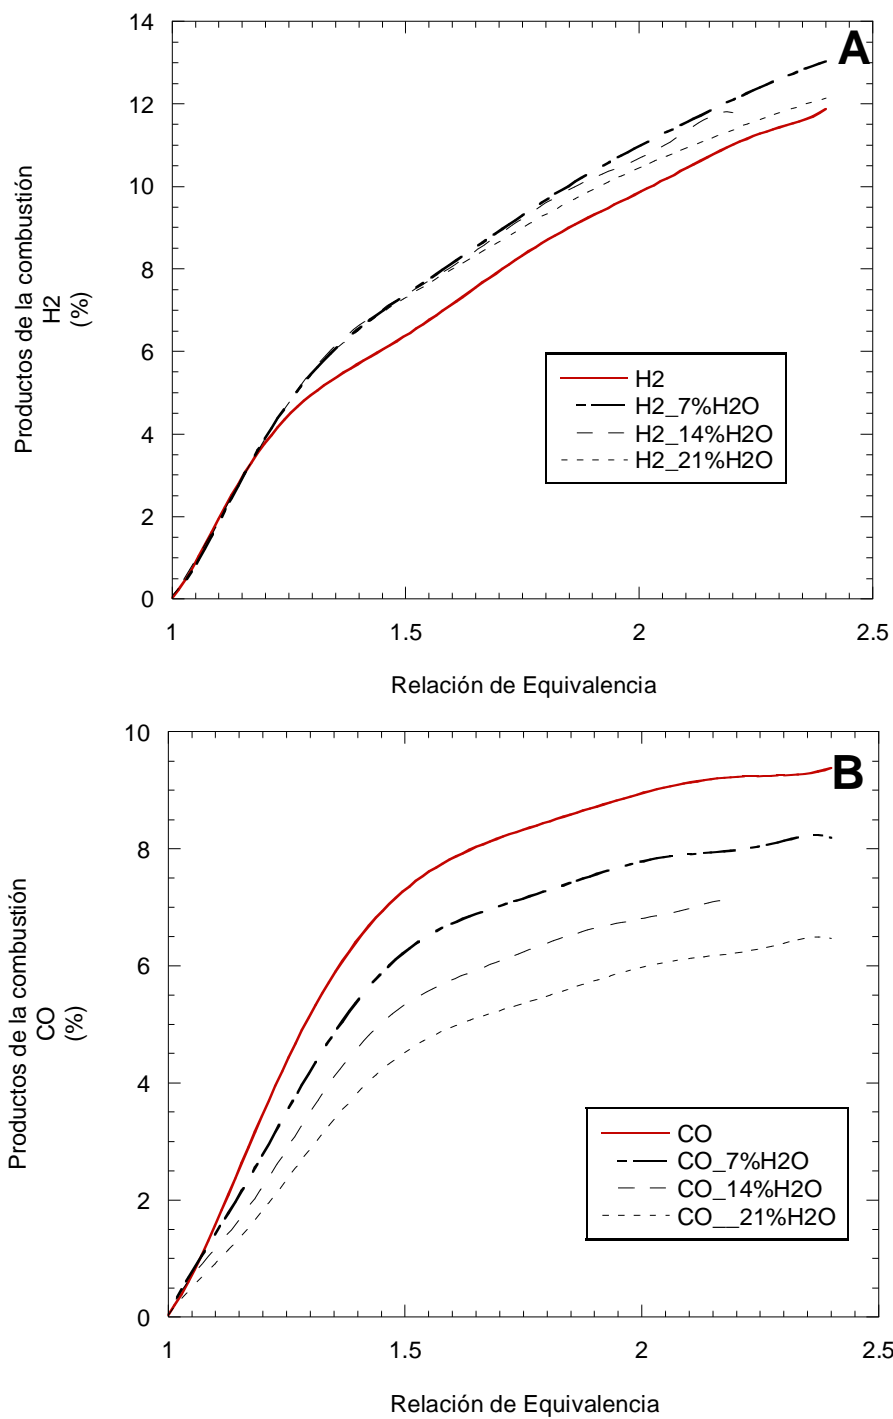 14
12
10
8
6
4
2
0
A
Productos de la combustión
H2
(%)
H2
H2_7%H2O
H2_14%H2O
H2_21%H2O
1
1.5
2
2.5
Relación de Equivalencia
10
8
6
4
2
0
B
Productos de la combustión
CO
(%)
CO
CO_7%H2O
CO_14%H2O
CO__21%H2O
1
1.5
2
2.5
Relación de Equivalencia